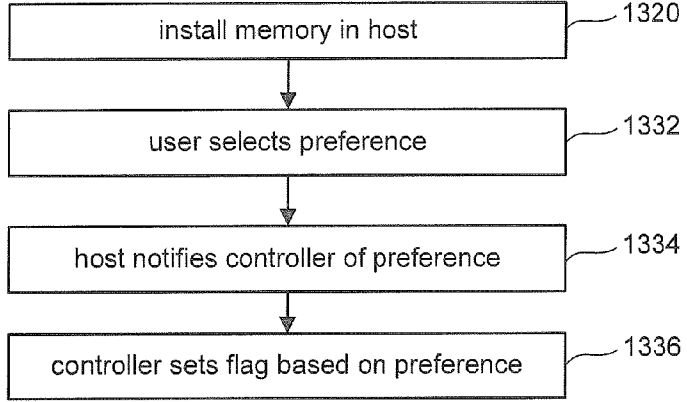 install memory in host
1320
user selects preference
1332
host notifies controller of preference
1334
controller sets flag based on preference
1336